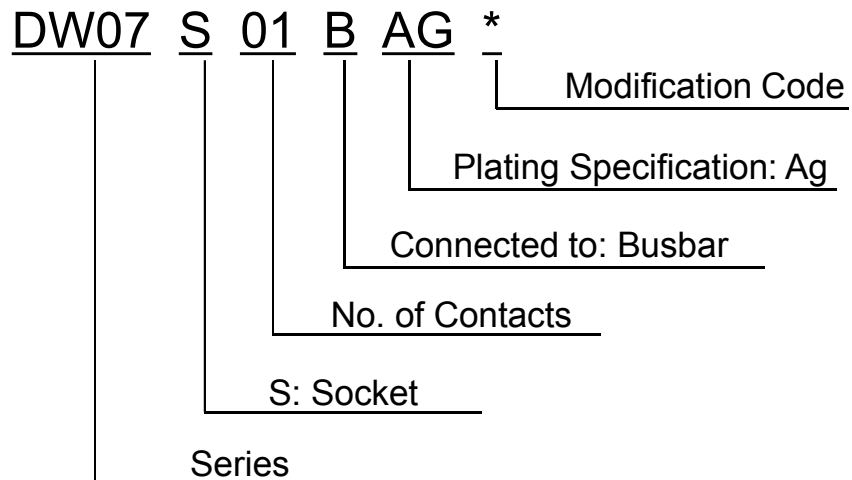 DW07 S 01 B AG *
Modification Code
Plating Specification: Ag
Connected to: Busbar
No. of Contacts
S: Socket
Series